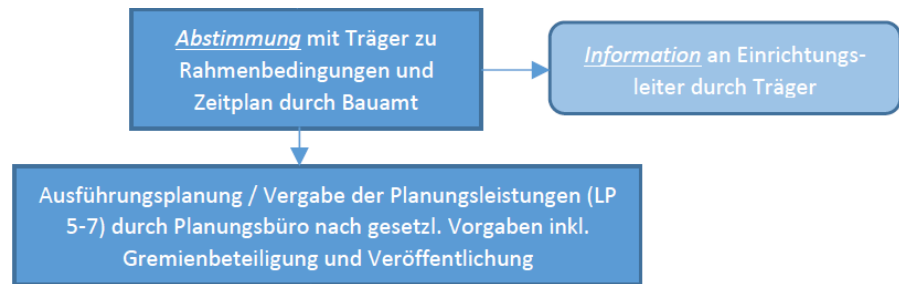 Abstimmung mit Träger zu
Rahmenbedingungen und
Zeitplan durch Bauamt
Information an Einrichtungs-
leiter durch Träger
Ausführungsplanung / Vergabe der Planungsleistungen (LP
5-7) durch Planungsbüro nach gesetzl. Vorgaben inkl.
Gremienbeteiligung und Veröffentlichung